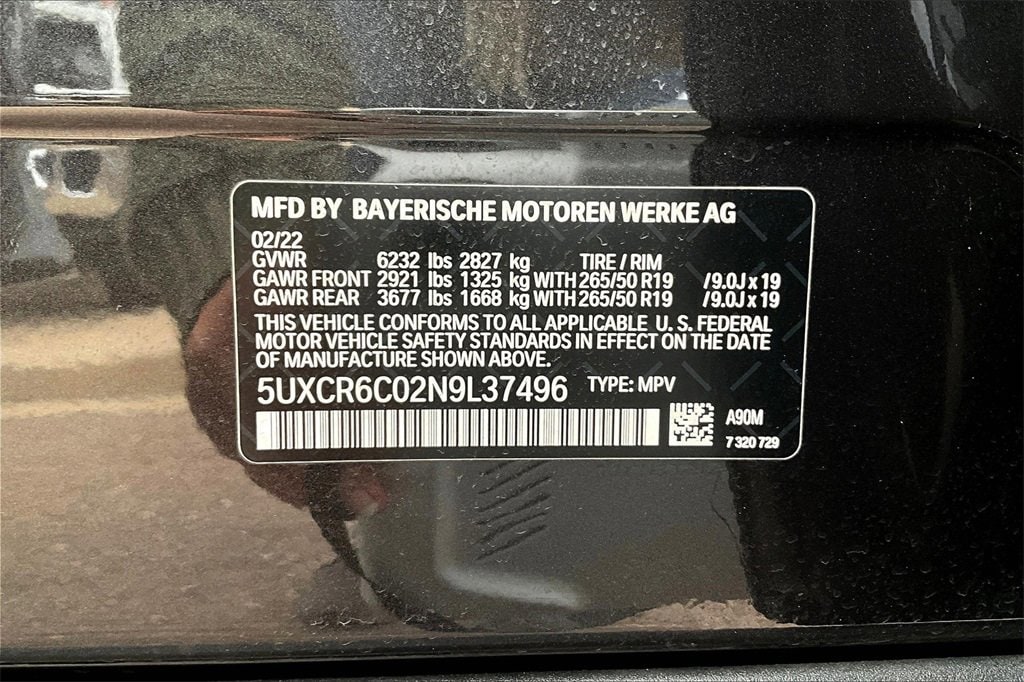 MFD BY BAYERISCHE MOTOREN WERKE AG
02/22
GVWR 6232 lbs 2827 kg TIRE / RIM
GAWR FRONT 2921 lbs 1325 kg WITH 265/50 R19 /9.0J x 19
GAWR REAR 3677 lbs 1668 kg WITH 265/50 R19 /9.0J x 19
THIS VEHICLE CONFORMS TO ALL APPLICABLE U. S. FEDERAL
MOTOR VEHICLE SAFETY STANDARDS IN EFFECT ON THE DATE
OF MANUFACTURE SHOWN ABOVE.
5UXCR6C02N9L37496 TYPE: MPV
A90M
7 320 729